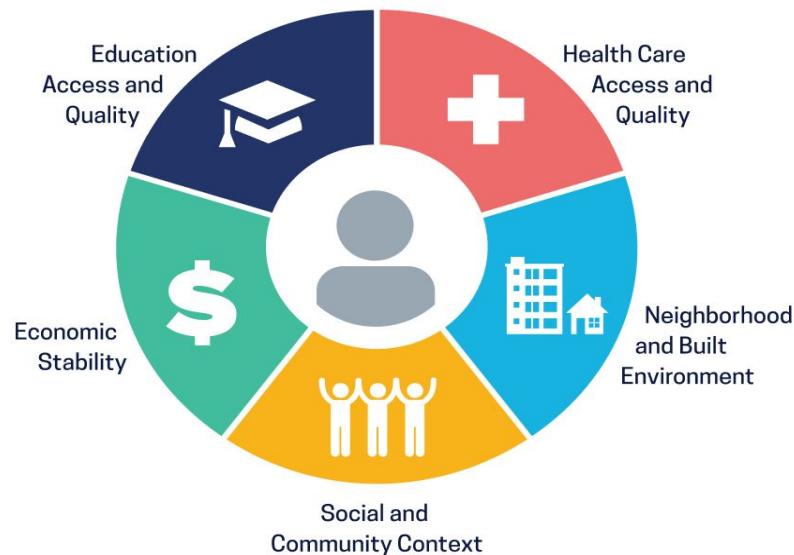 Education
Access and
Quality
Health Care
Access and
Quality
$
Economic
Stability
Neighborhood
and Built
Environment
Social and
Community Context